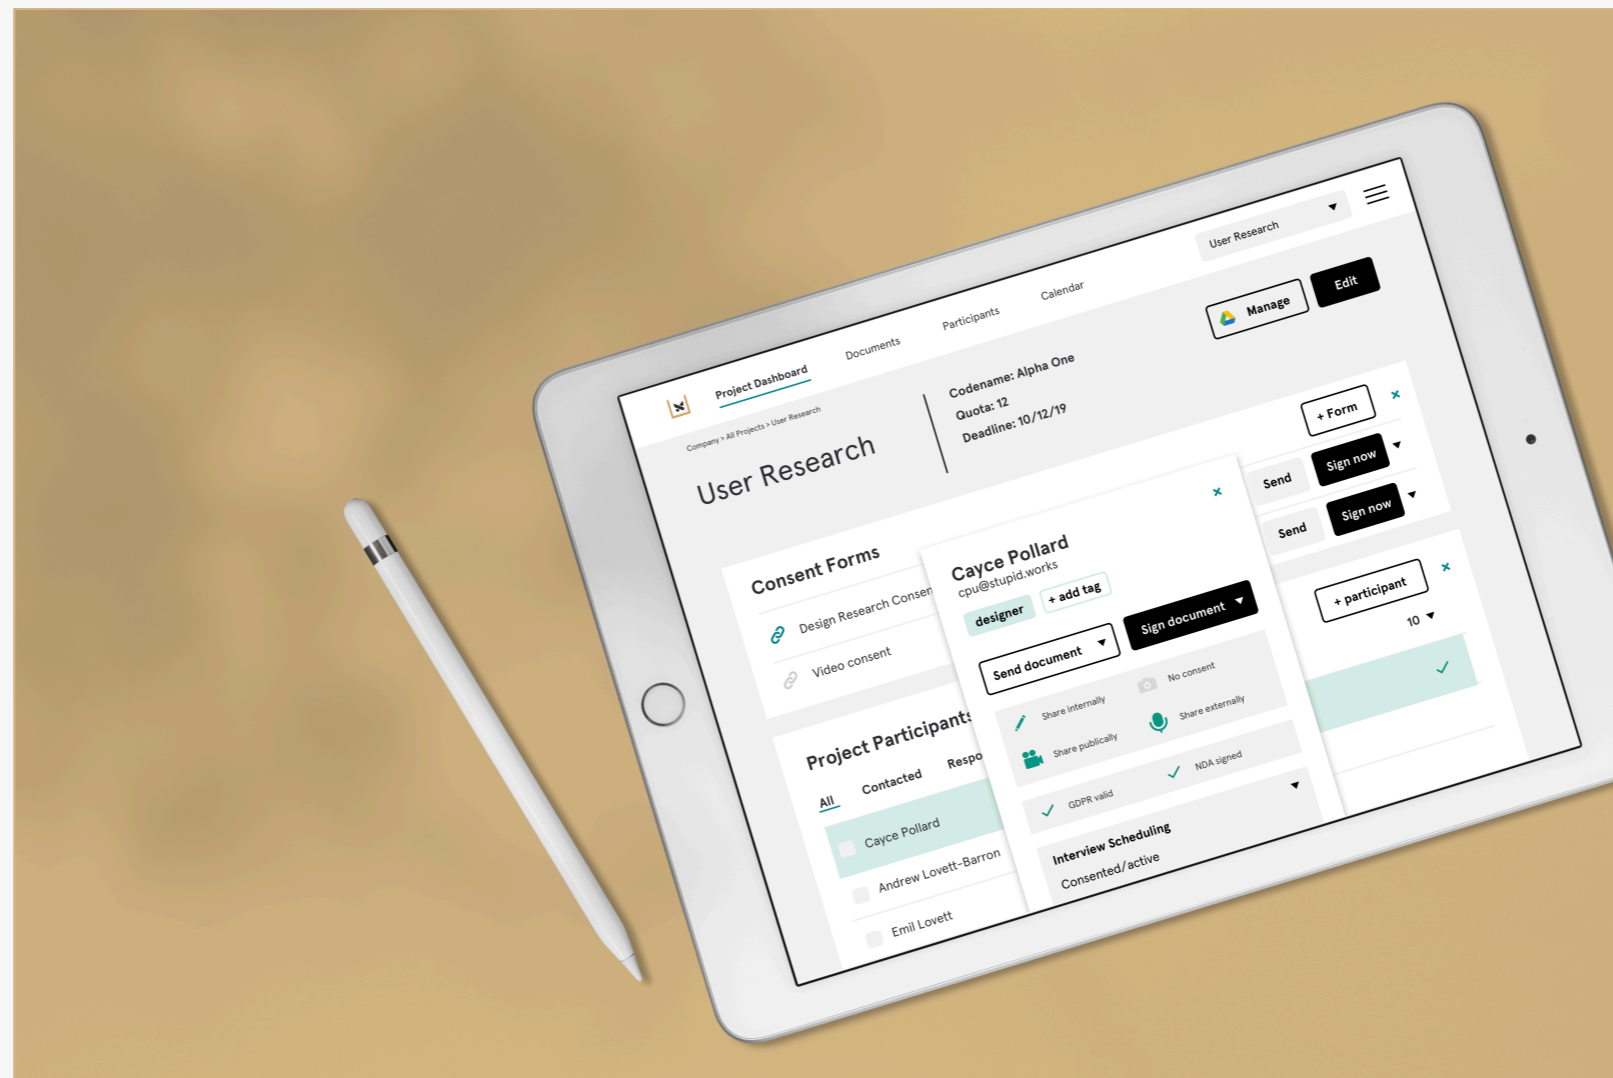 User Research
Project Dashboard
Documents
Participants
Calendar
Manage
Edit
Company > All Projects > User Research
User Research
Codename: Alpha One
Quota: 12
Deadline: 10/12/19
+ Form
Consent Forms
Design Research Consen
Send
Sign now
Video consent
Send
Sign now
Cayce Pollard
cpu@stupid.works
designer
+ add tag
Send document
Sign document
Share internally
No consent
Share publically
Share externally
GDPR valid
NDA signed
Interview Scheduling
Consented/active
Project Participants
+ participant
10
All
Contacted
Respo
Cayce Pollard
Andrew Lovett-Barron
Emil Lovett